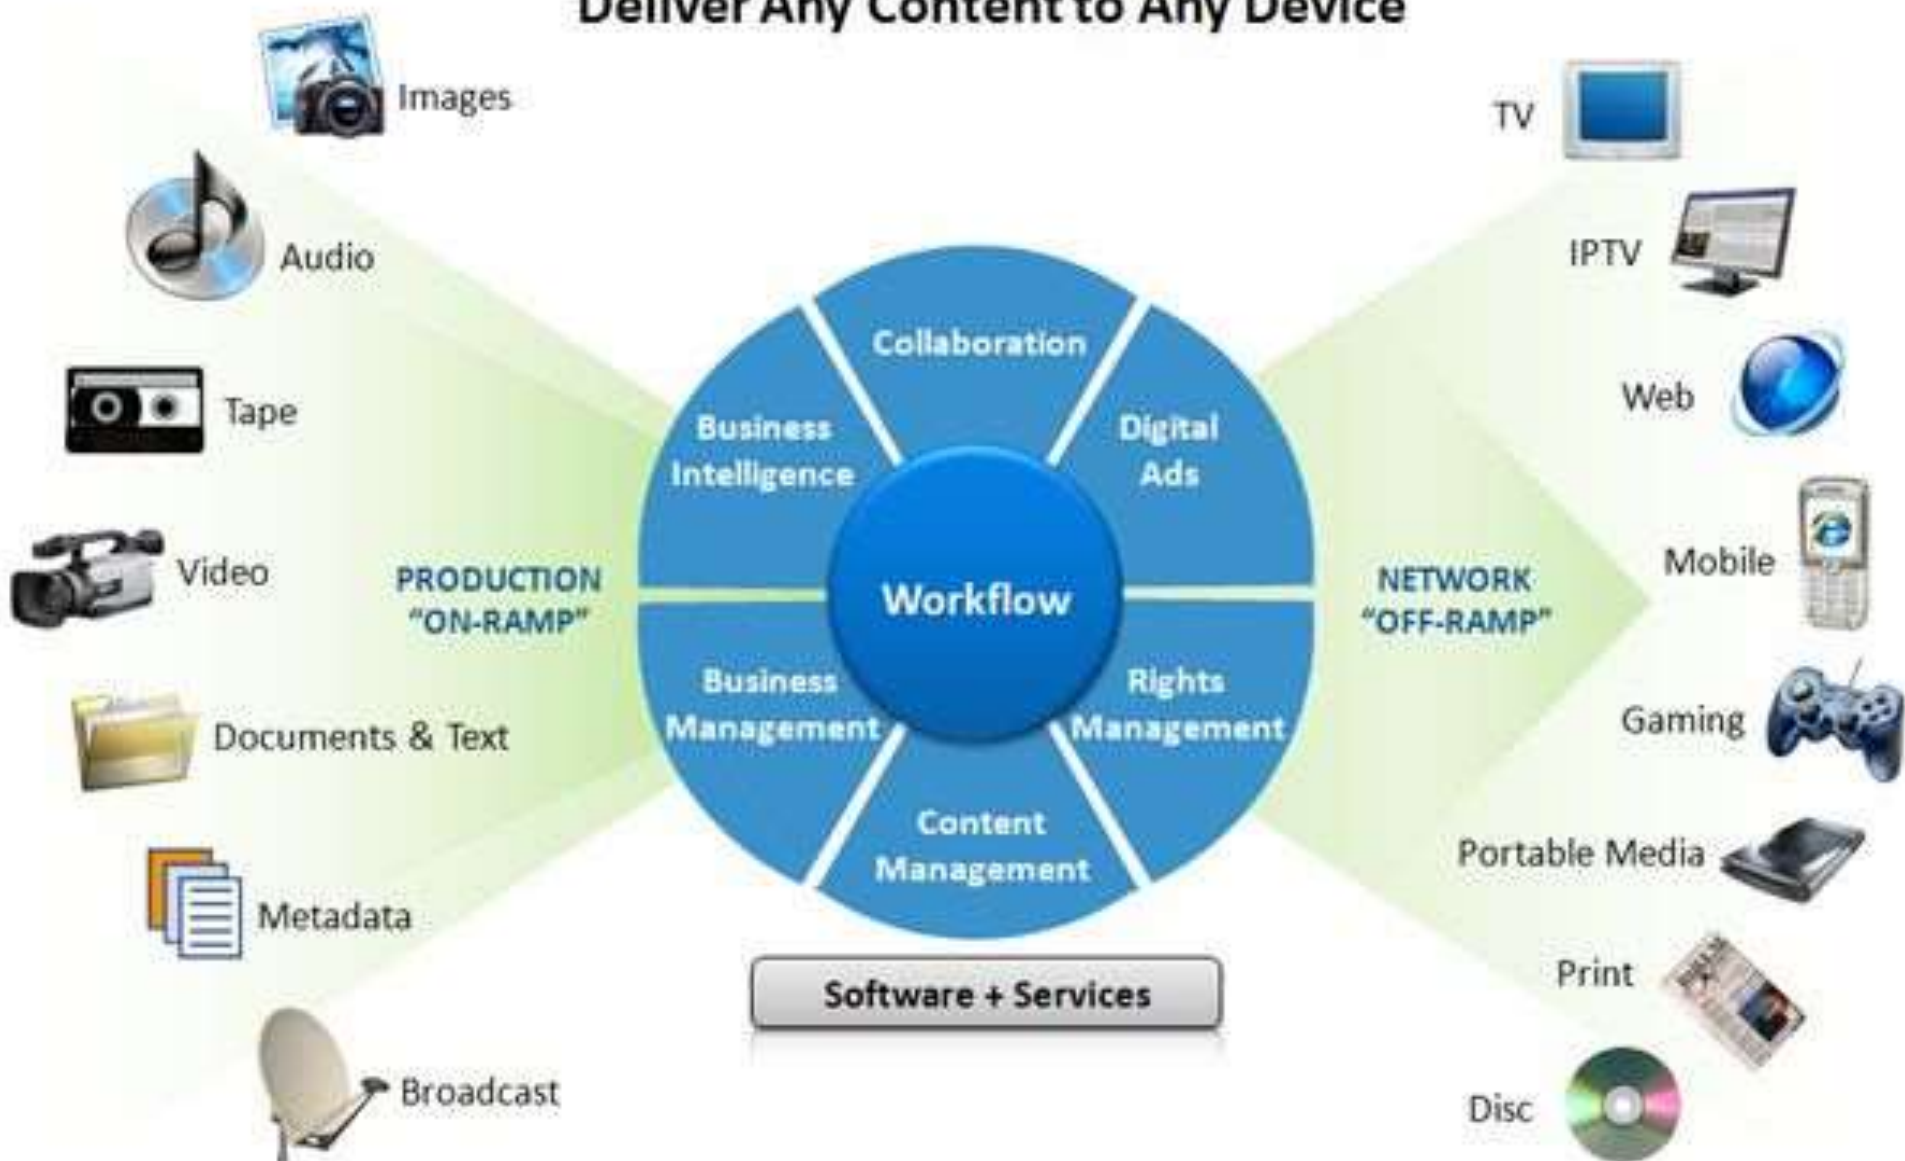 Deliver Any Content to Any Device
Images
Audio
Tape
Video
Documents & Text
Metadata
Broadcast
PRODUCTION
"ON-RAMP"
Collaboration
Business
Intelligence
Digital
Ads
Workflow
Business
Management
Rights
Management
Content
Management
Software + Services
NETWORK
"OFF-RAMP"
TV
IPTV
Web
Mobile
Gaming
Portable Media
Print
Disc